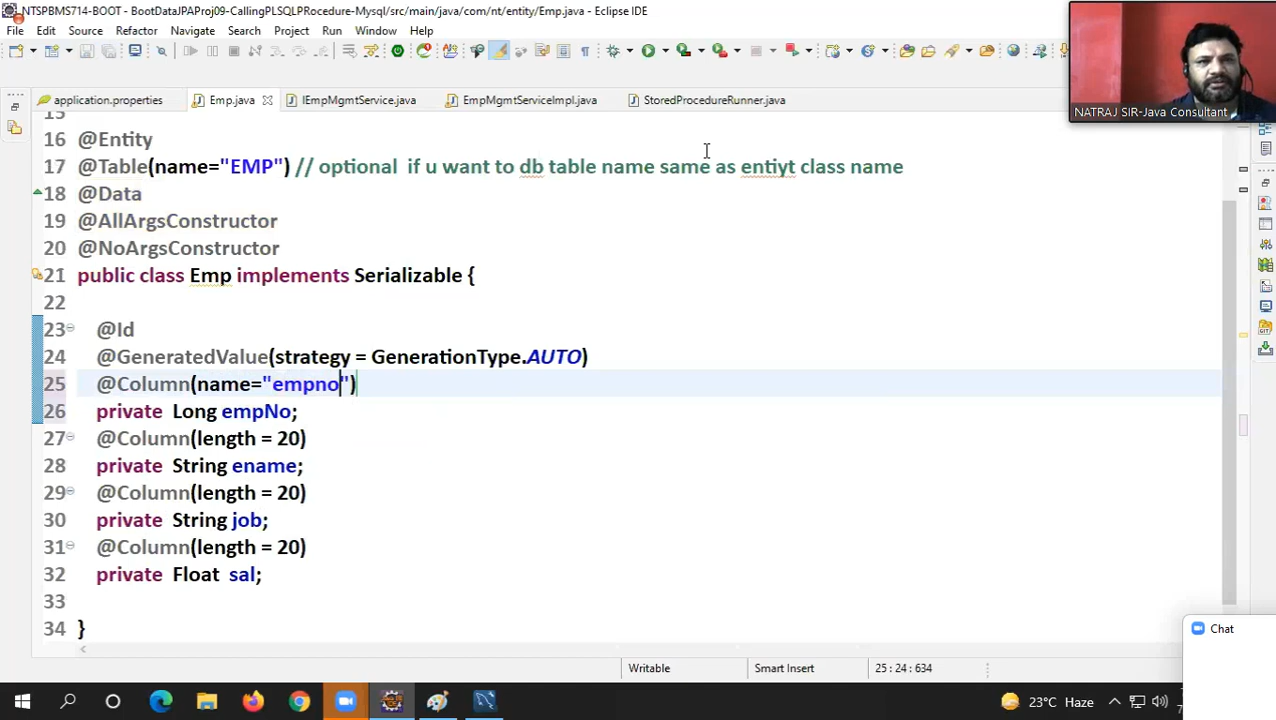 NTSPBMS714-BOOT - BootDataJPAProj09-CallingPLSQLPRocedure-Mysql/src/main/java/com/nt/entity/Emp.java - Eclipse IDE
File Edit Source Refactor Navigate Search Project Run Window Help
application.properties Emp.java IEmpMgmtService.java EmpMgmtServiceImpl.java StoredProcedureRunner.java
NATRAJ SIR-Java Consultant
15
16 @Entity
17 @Table(name="EMP") // optional if u want to db table name same as entiyt class name
18 @Data
19 @AllArgsConstructor
20 @NoArgsConstructor
21 public class Emp implements Serializable {
22
23 @Id
24 @GeneratedValue(strategy = GenerationType.AUTO)
25 @Column(name="empno")
26 private Long empNo;
27 @Column(length = 20)
28 private String ename;
29 @Column(length = 20)
30 private String job;
31 @Column(length = 20)
32 private Float sal;
33
34 }
Chat
Writable Smart Insert 25 : 24 : 634
23°C Haze